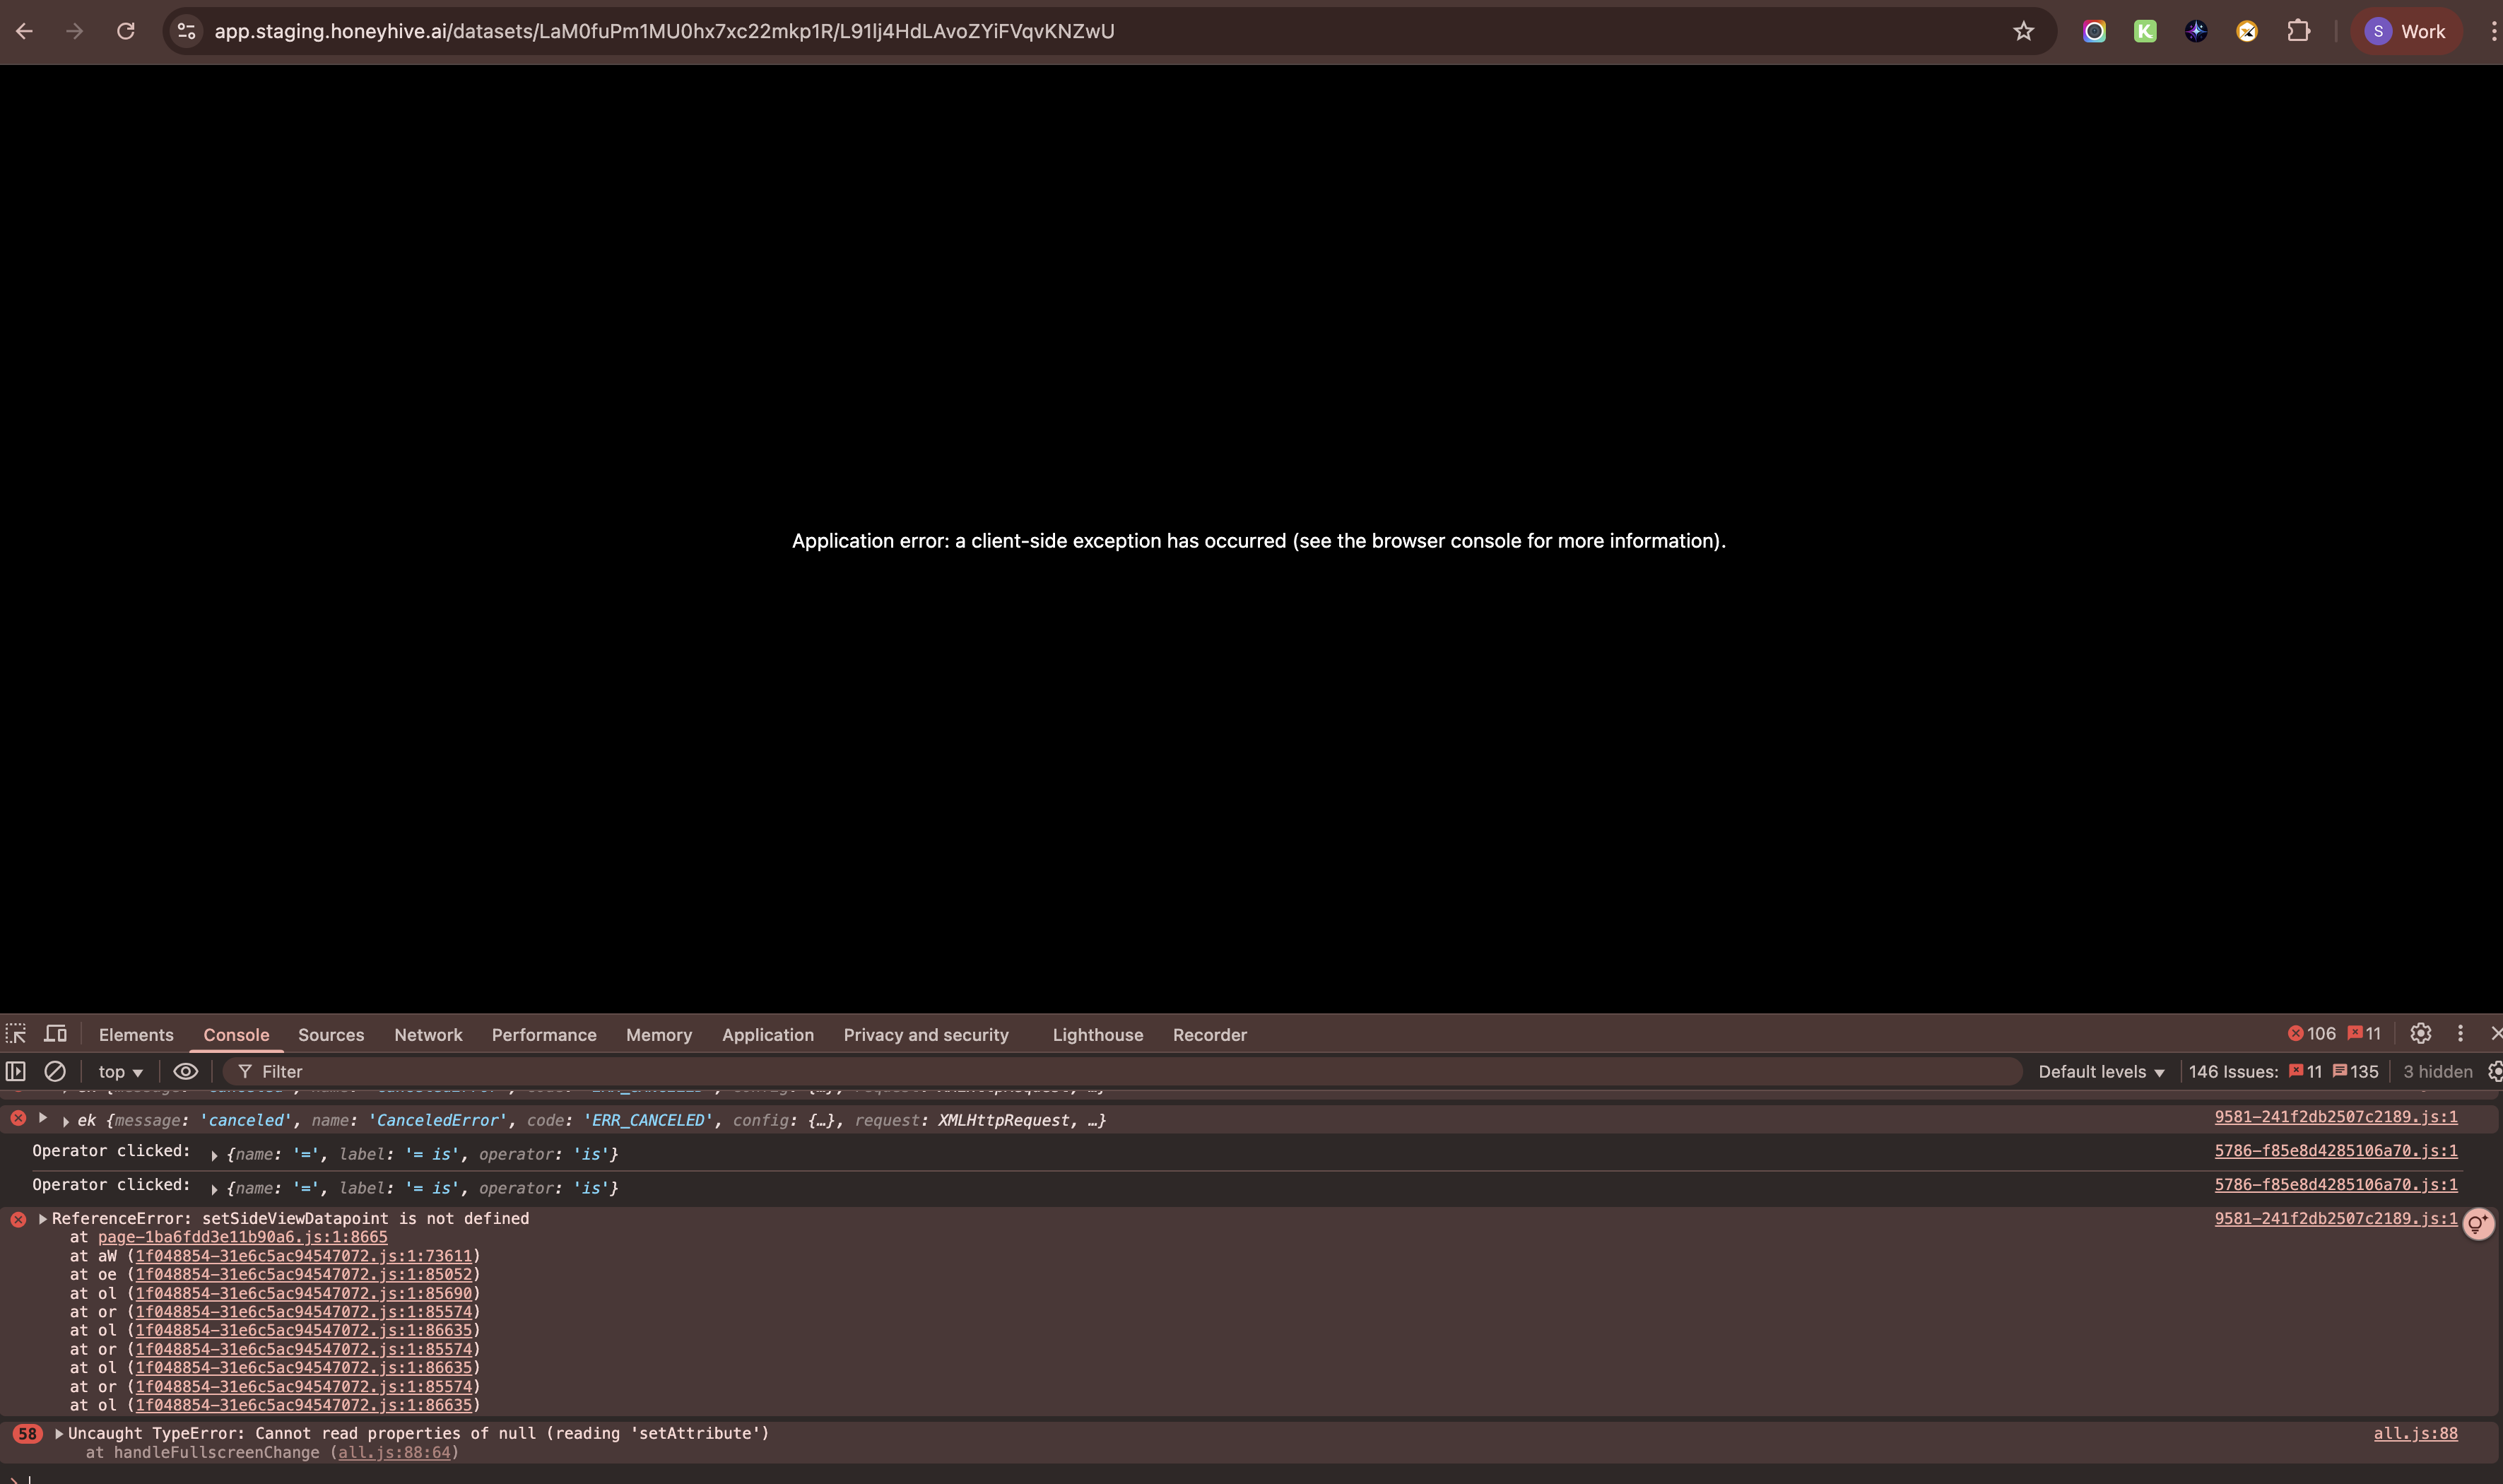 app.staging.honeyhive.ai/datasets/LaM0fuPm1MU0hx7xc22mkp1R/L91lj4HdLAvoZYiFVqvKNZwU
K
S Work
Application error: a client-side exception has occurred (see the browser console for more information).
Elements Console Sources Network Performance Memory Application Privacy and security Lighthouse Recorder 106 11
top Filter Default levels 146 Issues: 11 135 3 hidden
ek {message: 'canceled', name: 'CanceledError', code: 'ERR_CANCELED', config: {…}, request: XMLHttpRequest, …} 9581-241f2db2507c2189.js:1
Operator clicked: {name: '=', label: '= is', operator: 'is'} 5786-f85e8d4285106a70.js:1
Operator clicked: {name: '=', label: '= is', operator: 'is'} 5786-f85e8d4285106a70.js:1
ReferenceError: setSideViewDatapoint is not defined 9581-241f2db2507c2189.js:1
at page-1ba6fdd3e11b90a6.js:1:8665
at aW (1f048854-31e6c5ac94547072.js:1:73611)
at oe (1f048854-31e6c5ac94547072.js:1:85052)
at ol (1f048854-31e6c5ac94547072.js:1:85690)
at or (1f048854-31e6c5ac94547072.js:1:85574)
at ol (1f048854-31e6c5ac94547072.js:1:86635)
at or (1f048854-31e6c5ac94547072.js:1:85574)
at ol (1f048854-31e6c5ac94547072.js:1:86635)
at or (1f048854-31e6c5ac94547072.js:1:85574)
at ol (1f048854-31e6c5ac94547072.js:1:86635)
58 Uncaught TypeError: Cannot read properties of null (reading 'setAttribute') all.js:88
at handleFullscreenChange (all.js:88:64)